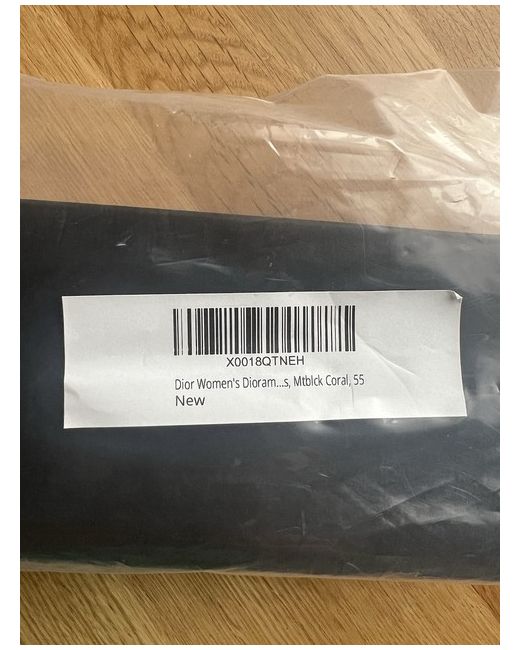 X0018QTNEH
Dior Women's Dioram...s, Mtblck Coral, 55
New